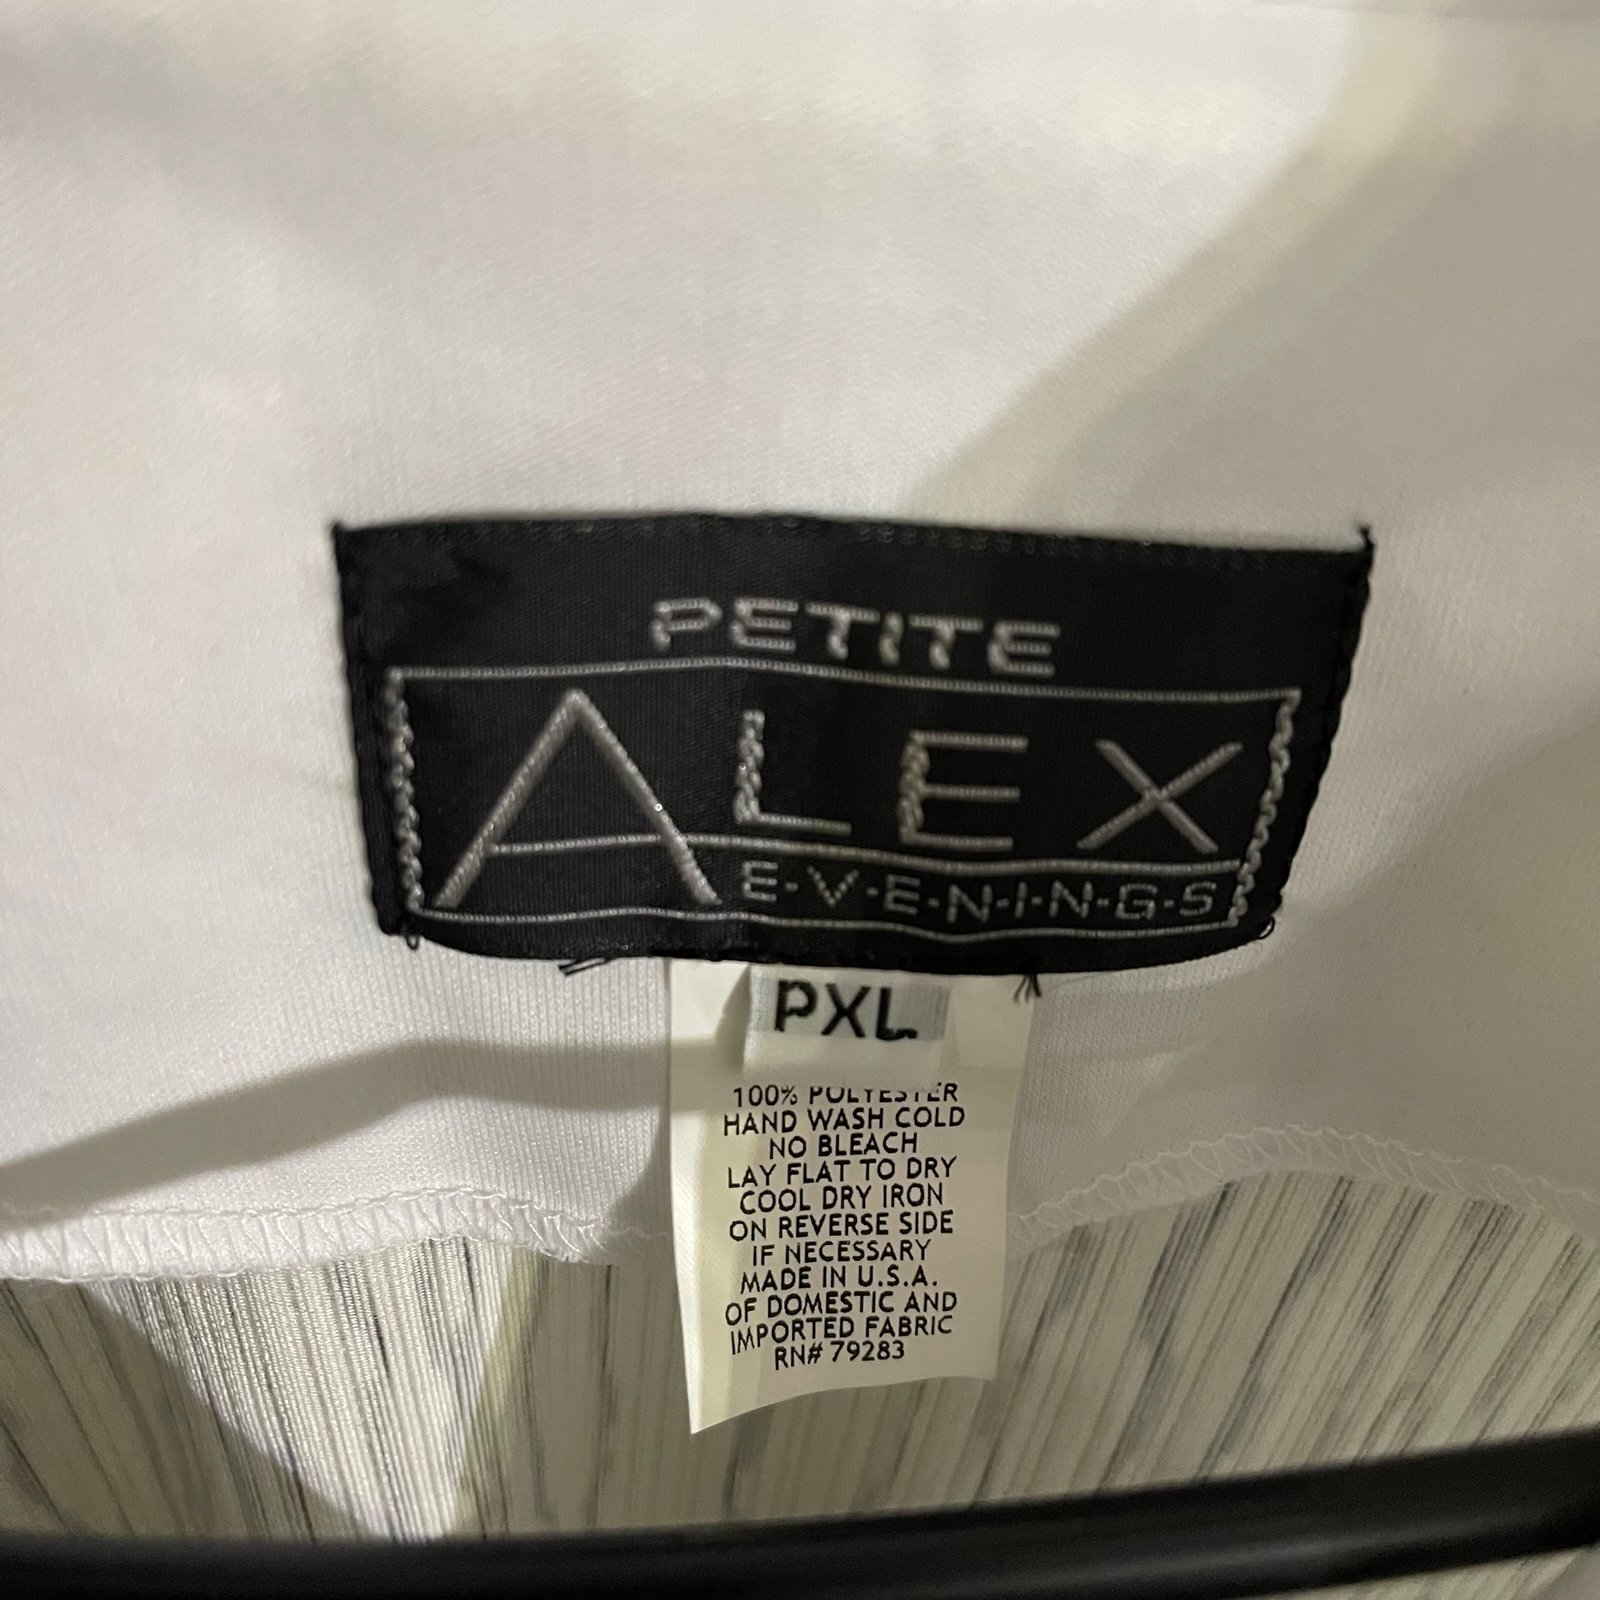 PETITE
ALEX
E-V-E-N-I-N-G-S
PXL
100% POLYESTER
HAND WASH COLD
NO BLEACH
LAY FLAT TO DRY
COOL DRY IRON
ON REVERSE SIDE
IF NECESSARY
MADE IN U.S.A.
OF DOMESTIC AND
IMPORTED FABRIC
RN# 79283